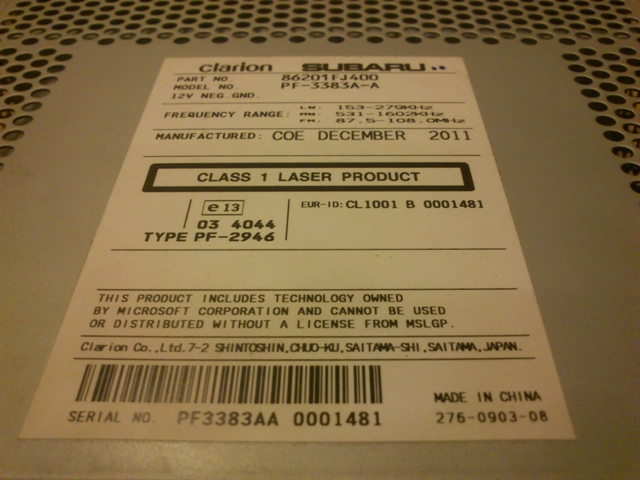 clarion SUBARU
PART NO. 86201FJ400
MODEL NO. PF-3383A-A
12V NEG.GND.
FREQUENCY RANGE: LW: 153-279KHz
MW: 531-1602KHz
FM: 87.5-108.0MHz
MANUFACTURED: COE DECEMBER 2011
CLASS 1 LASER PRODUCT
e 13 EUR-ID:CL1001 B 0001481
03 4044
TYPE PF-2946
THIS PRODUCT INCLUDES TECHNOLOGY OWNED
BY MICROSOFT CORPORATION AND CANNOT BE USED
OR DISTRIBUTED WITHOUT A LICENSE FROM MSLGP.
Clarion Co.,Ltd.7-2 SHINTOSHIN,CHUO-KU,SAITAMA-SHI,SAITAMA,JAPAN.
MADE IN CHINA
SERIAL NO. PF3383AA 0001481 276-0903-08